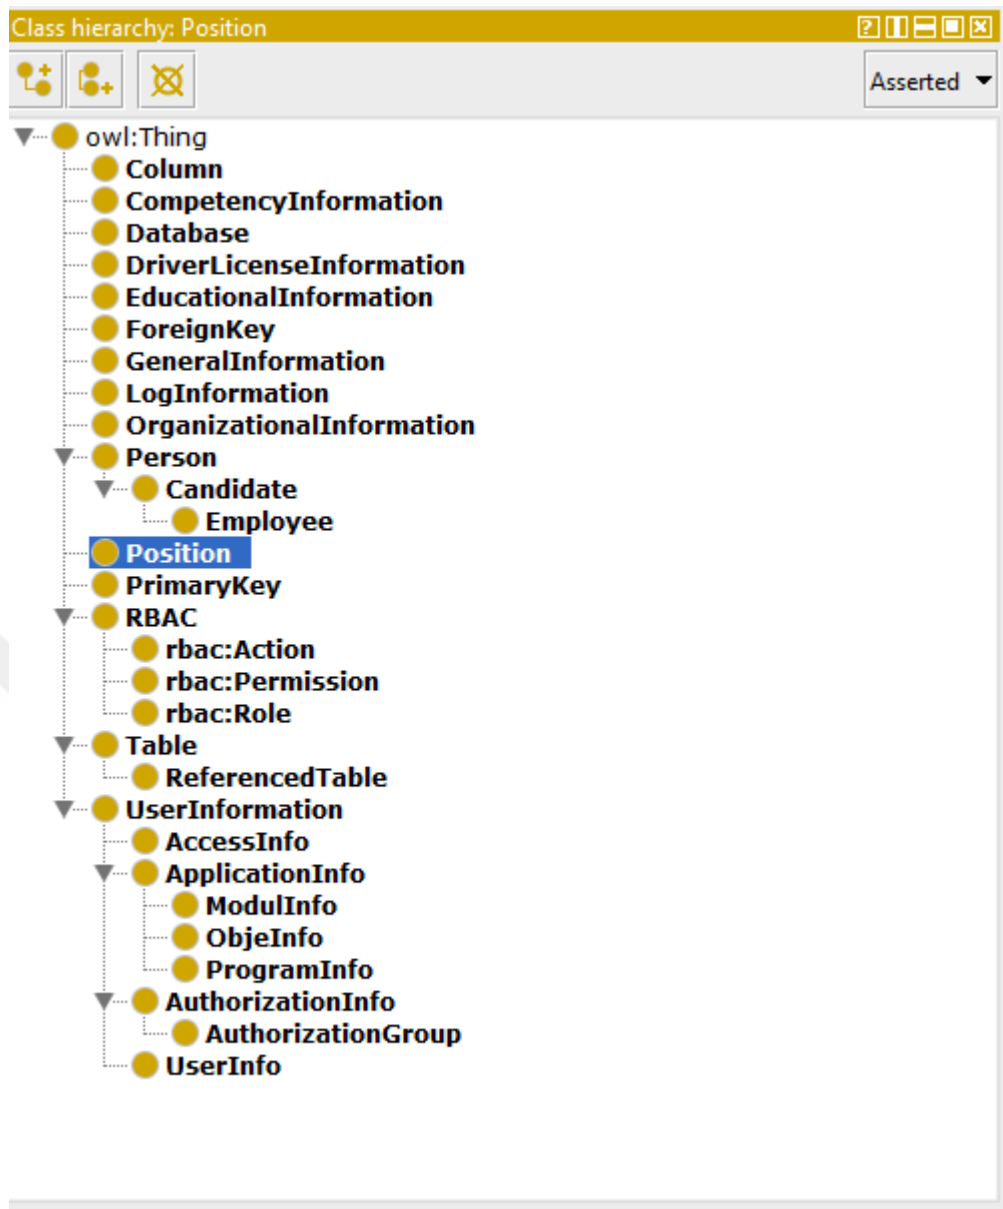 Class hierarchy: Position
Asserted
owl:Thing
Column
CompetencyInformation
Database
DriverLicenseInformation
EducationalInformation
ForeignKey
GeneralInformation
LogInformation
OrganizationalInformation
Person
Candidate
Employee
Position
PrimaryKey
RBAC
rbac:Action
rbac:Permission
rbac:Role
Table
ReferencedTable
UserInformation
AccessInfo
ApplicationInfo
ModulInfo
ObjeInfo
ProgramInfo
AuthorizationInfo
AuthorizationGroup
UserInfo